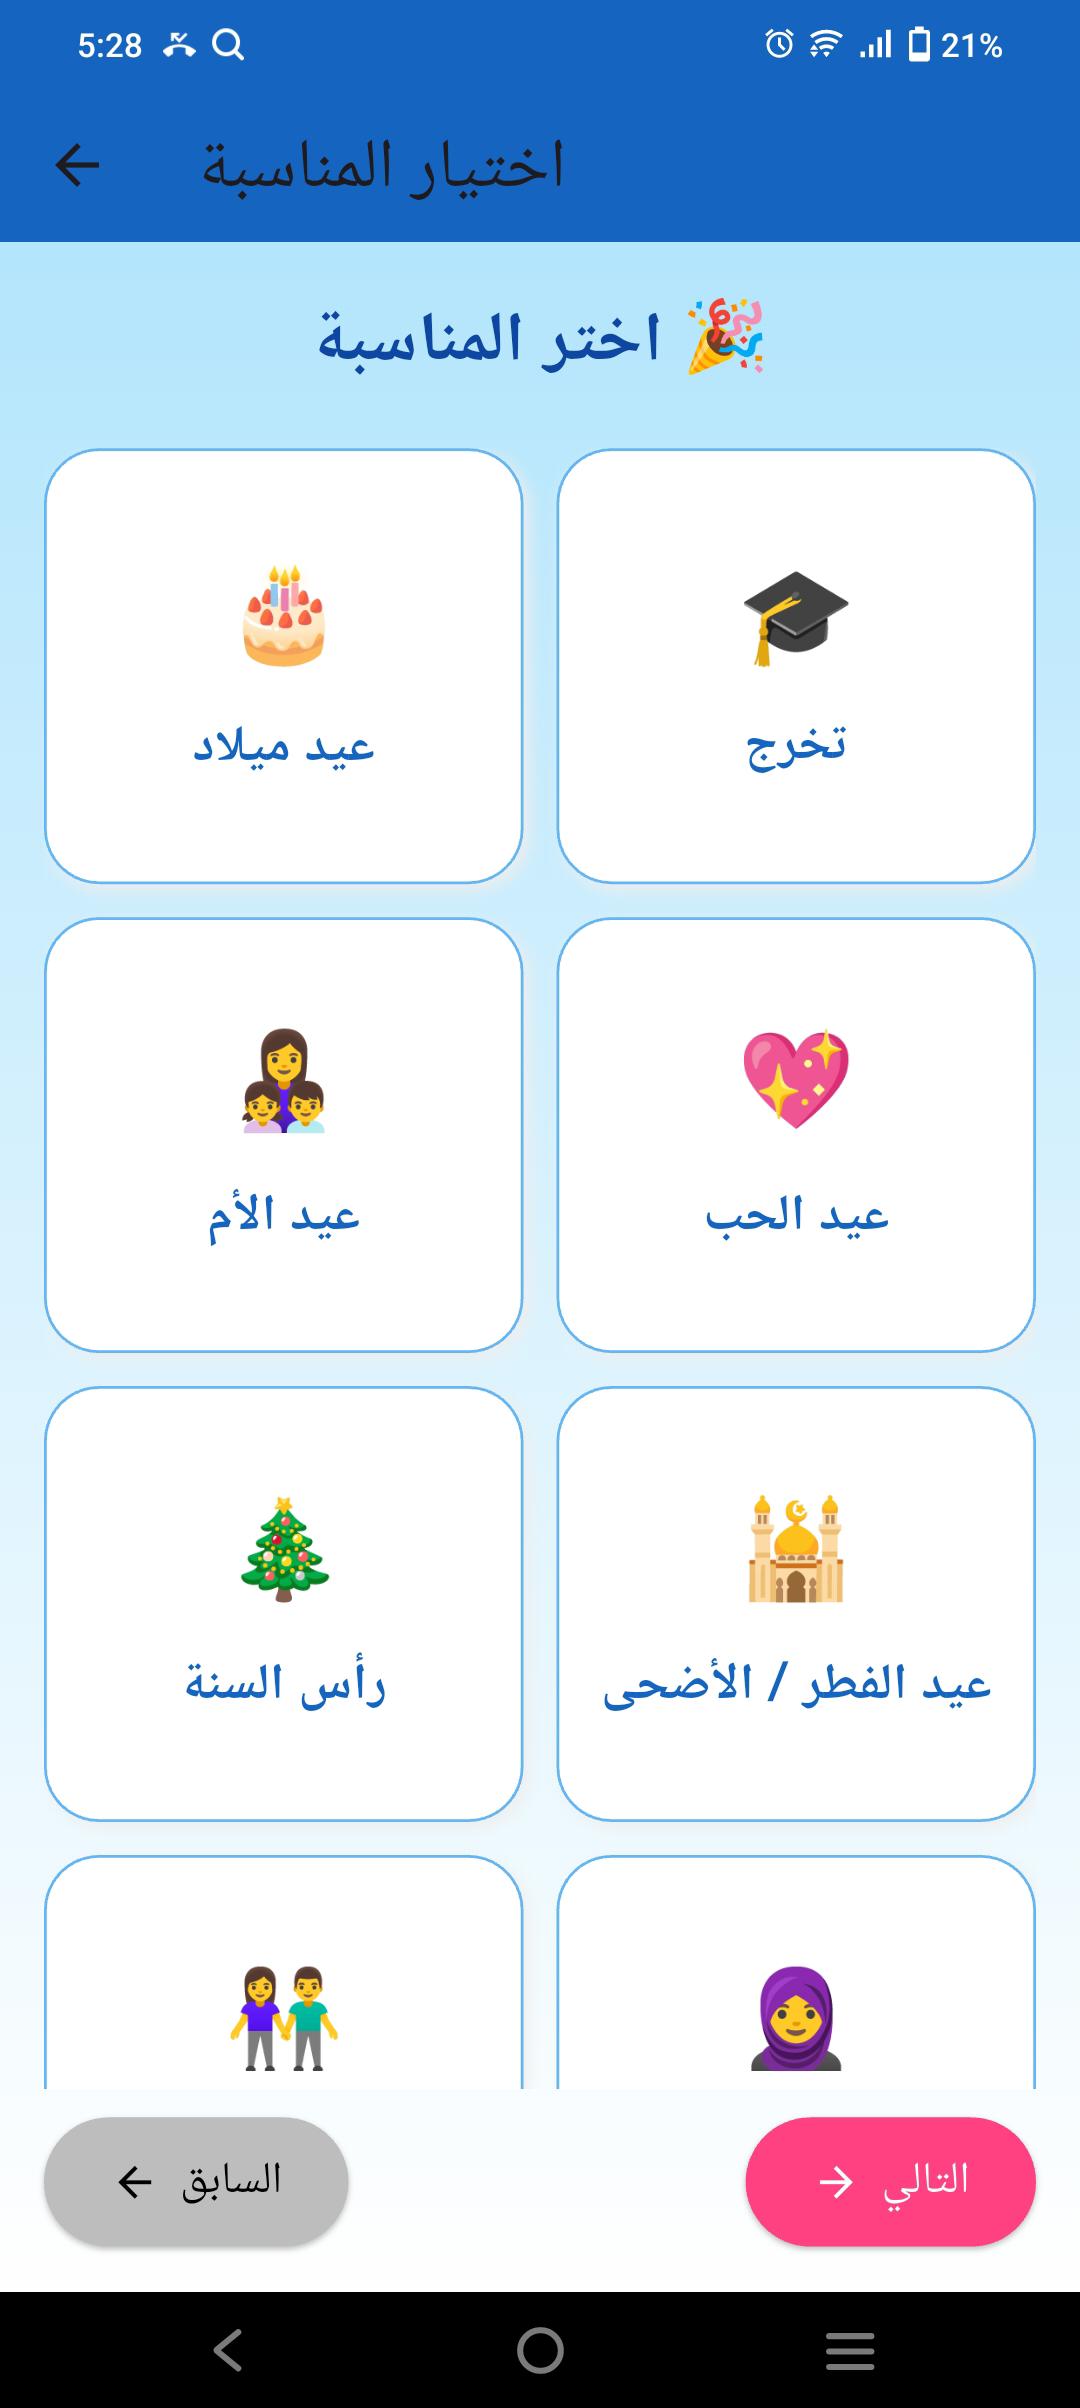 5:28 21%
اختيار المناسبة
🎉 اختر المناسبة
تخرج
عيد ميلاد
عيد الحب
عيد الأم
عيد الفطر / الأضحى
رأس السنة
التالي
السابق